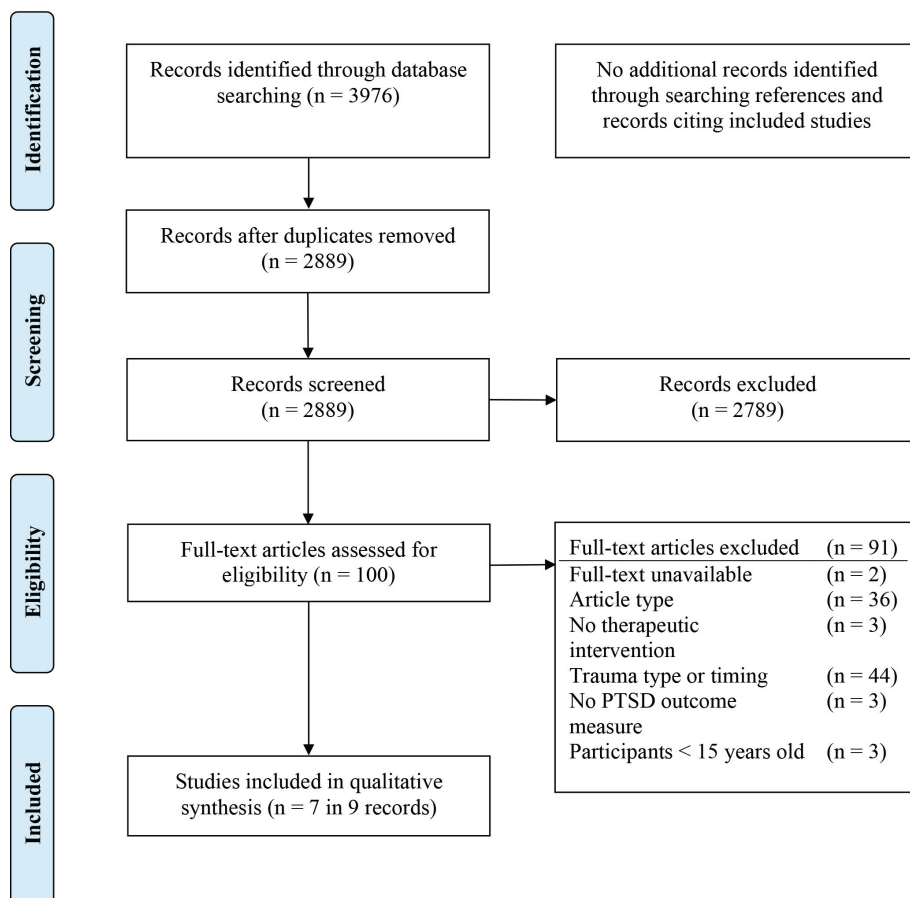 Identification
Records identified through database
searching (n = 3976)
No additional records identified
through searching references and
records citing included studies
Records after duplicates removed
(n = 2889)
Screening
Records screened
(n = 2889)
Records excluded
(n = 2789)
Eligibility
Full-text articles assessed for
eligibility (n = 100)
Full-text articles excluded (n = 91)
Full-text unavailable (n = 2)
Article type (n = 36)
No therapeutic (n = 3)
intervention
Trauma type or timing (n = 44)
No PTSD outcome (n = 3)
measure
Participants < 15 years old (n = 3)
Included
Studies included in qualitative
synthesis (n = 7 in 9 records)